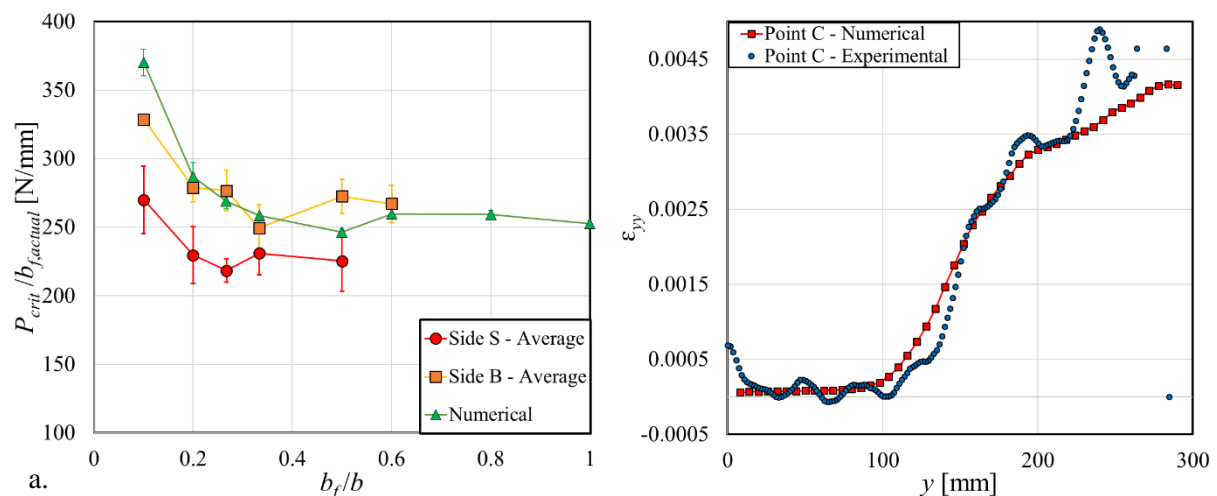 400
350
300
250
200
150
100
P_crit/b_f,actual [N/mm]
Side S - Average
Side B - Average
Numerical
0
0.2
0.4
0.6
0.8
1
b_f/b
a.
0.0045
0.0035
0.0025
0.0015
0.0005
-0.0005
ε_yy
Point C - Numerical
Point C - Experimental
0
100
200
300
y [mm]